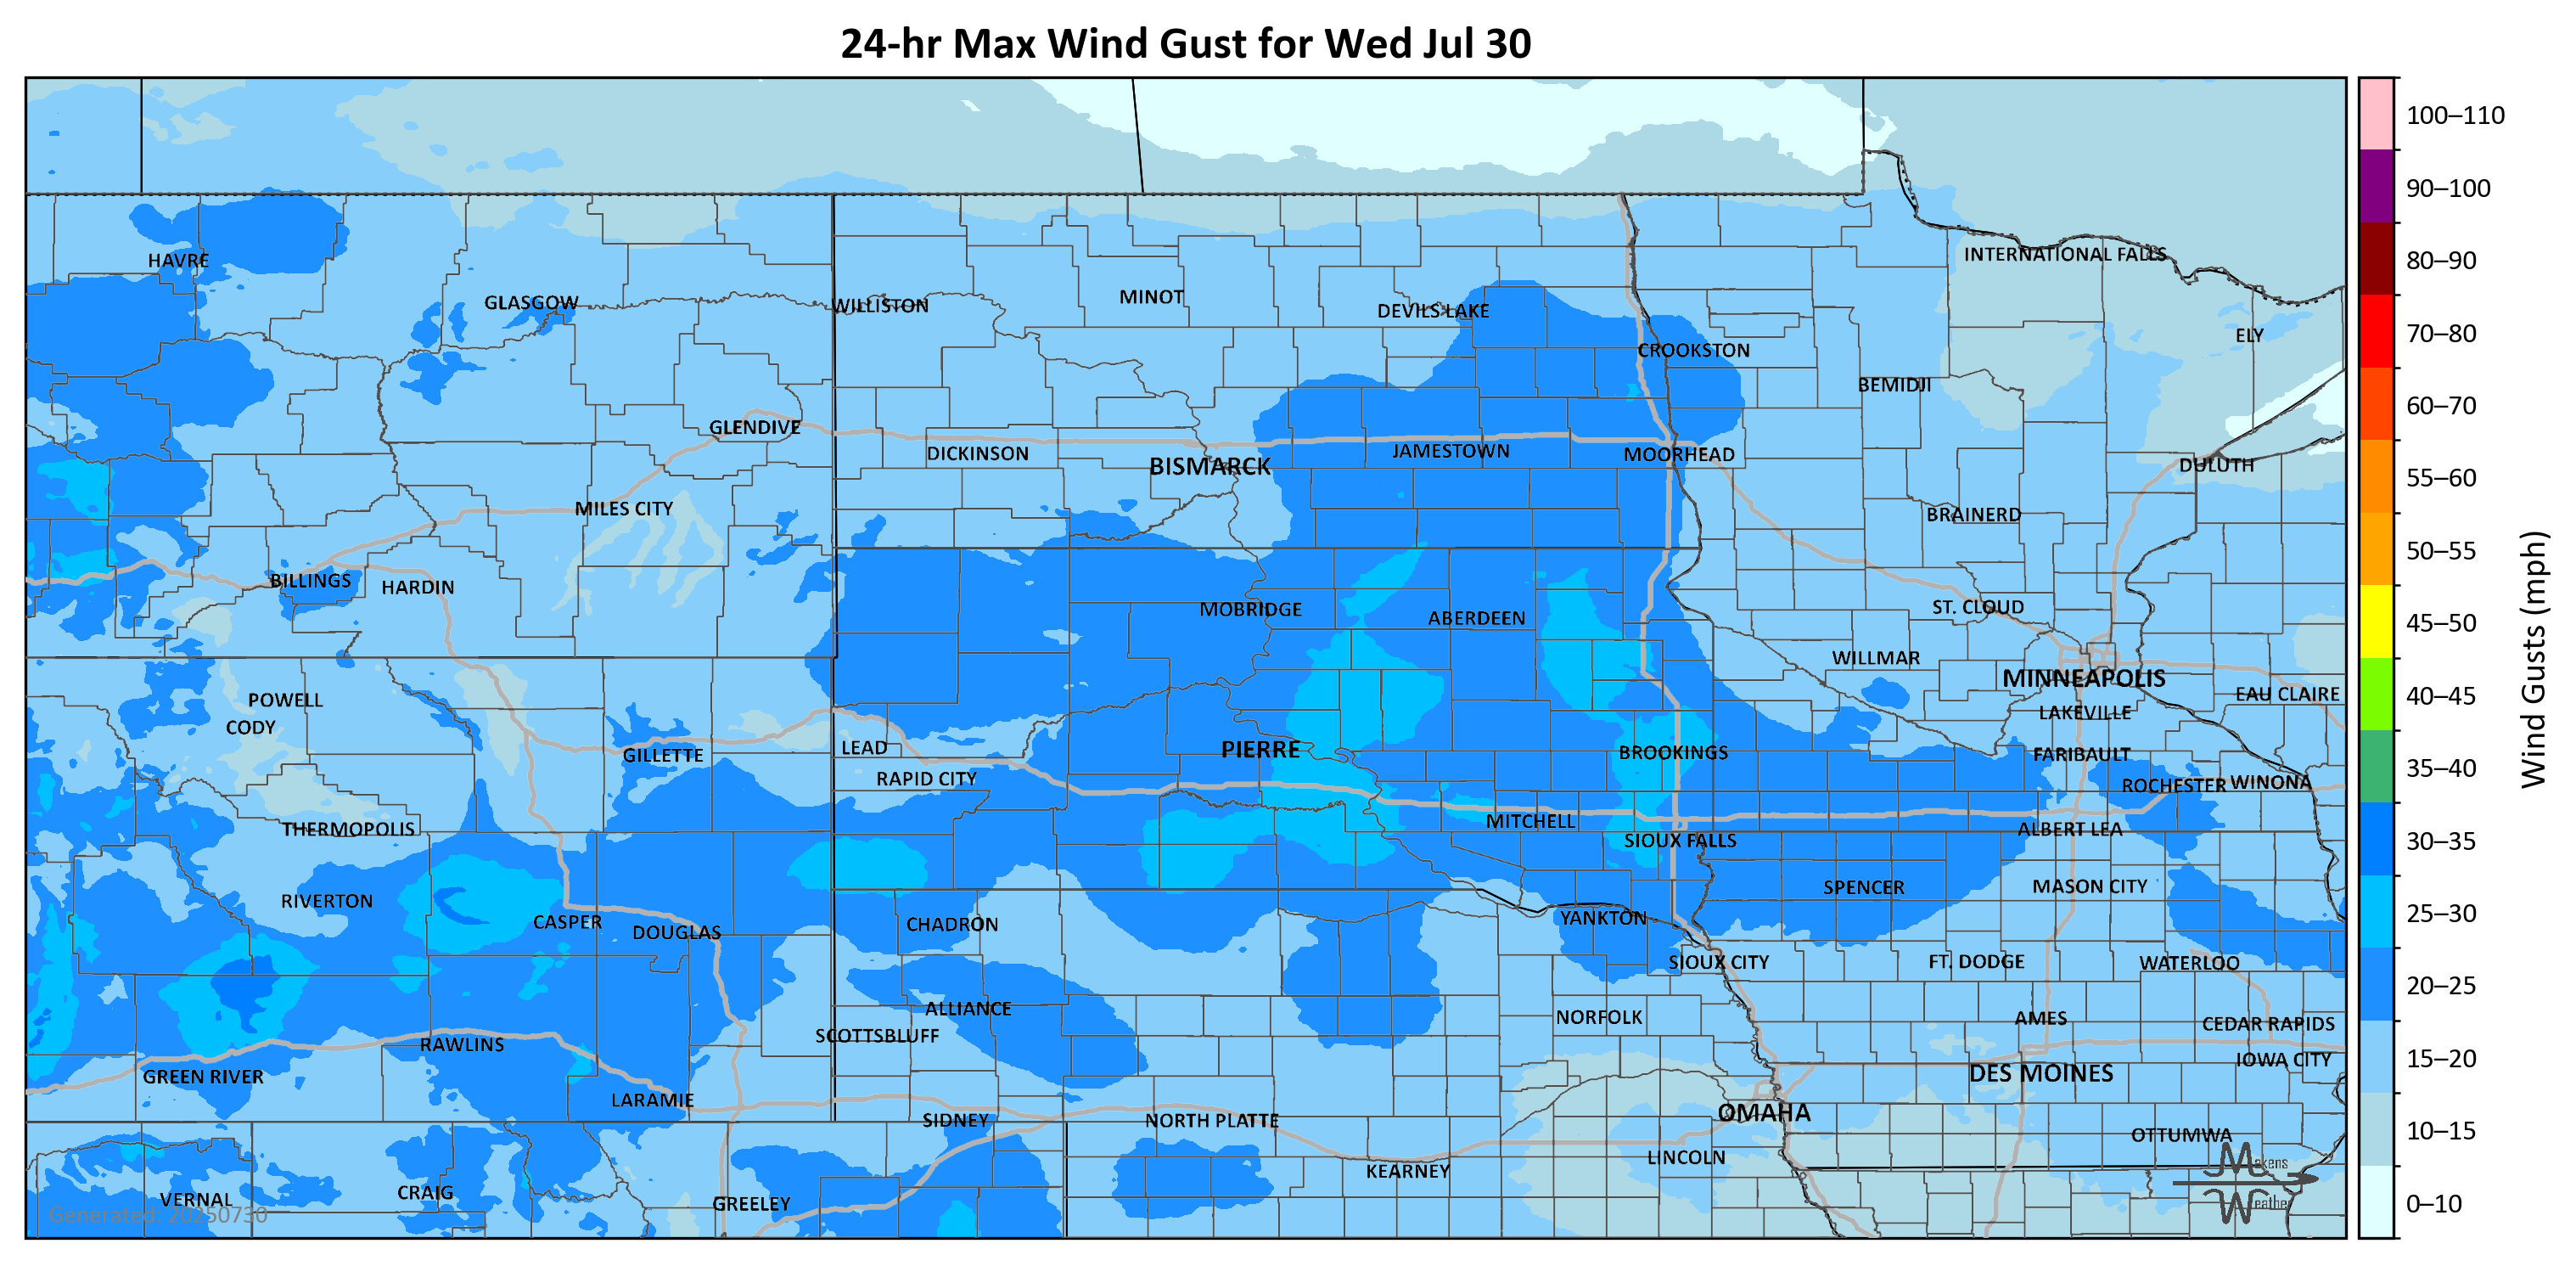 24-hr Max Wind Gust for Wed Jul 30
100–110
90–100
80–90
70–80
60–70
55–60
50–55
45–50
40–45
35–40
30–35
25–30
20–25
15–20
10–15
0–10
Wind Gusts (mph)
HAVRE
GLASGOW
WILLISTON
MINOT
DEVILS LAKE
INTERNATIONAL FALLS
ELY
CROOKSTON
BEMIDJI
GLENDIVE
DICKINSON
BISMARCK
JAMESTOWN
MOORHEAD
DULUTH
MILES CITY
BRAINERD
BILLINGS
HARDIN
MOBRIDGE
ABERDEEN
ST. CLOUD
WILLMAR
MINNEAPOLIS
EAU CLAIRE
POWELL
CODY
LAKEVILLE
GILLETTE
LEAD
PIERRE
BROOKINGS
FARIBAULT
RAPID CITY
ROCHESTER
WINONA
THERMOPOLIS
MITCHELL
SIOUX FALLS
ALBERT LEA
RIVERTON
CASPER
DOUGLAS
CHADRON
YANKTON
SPENCER
MASON CITY
SIOUX CITY
FT. DODGE
WATERLOO
ALLIANCE
SCOTTSBLUFF
NORFOLK
AMES
CEDAR RAPIDS
RAWLINS
IOWA CITY
GREEN RIVER
DES MOINES
LARAMIE
SIDNEY
NORTH PLATTE
OMAHA
OTTUMWA
KEARNEY
LINCOLN
VERNAL
CRAIG
GREELEY
Makens
Weather
Generated: 20250730